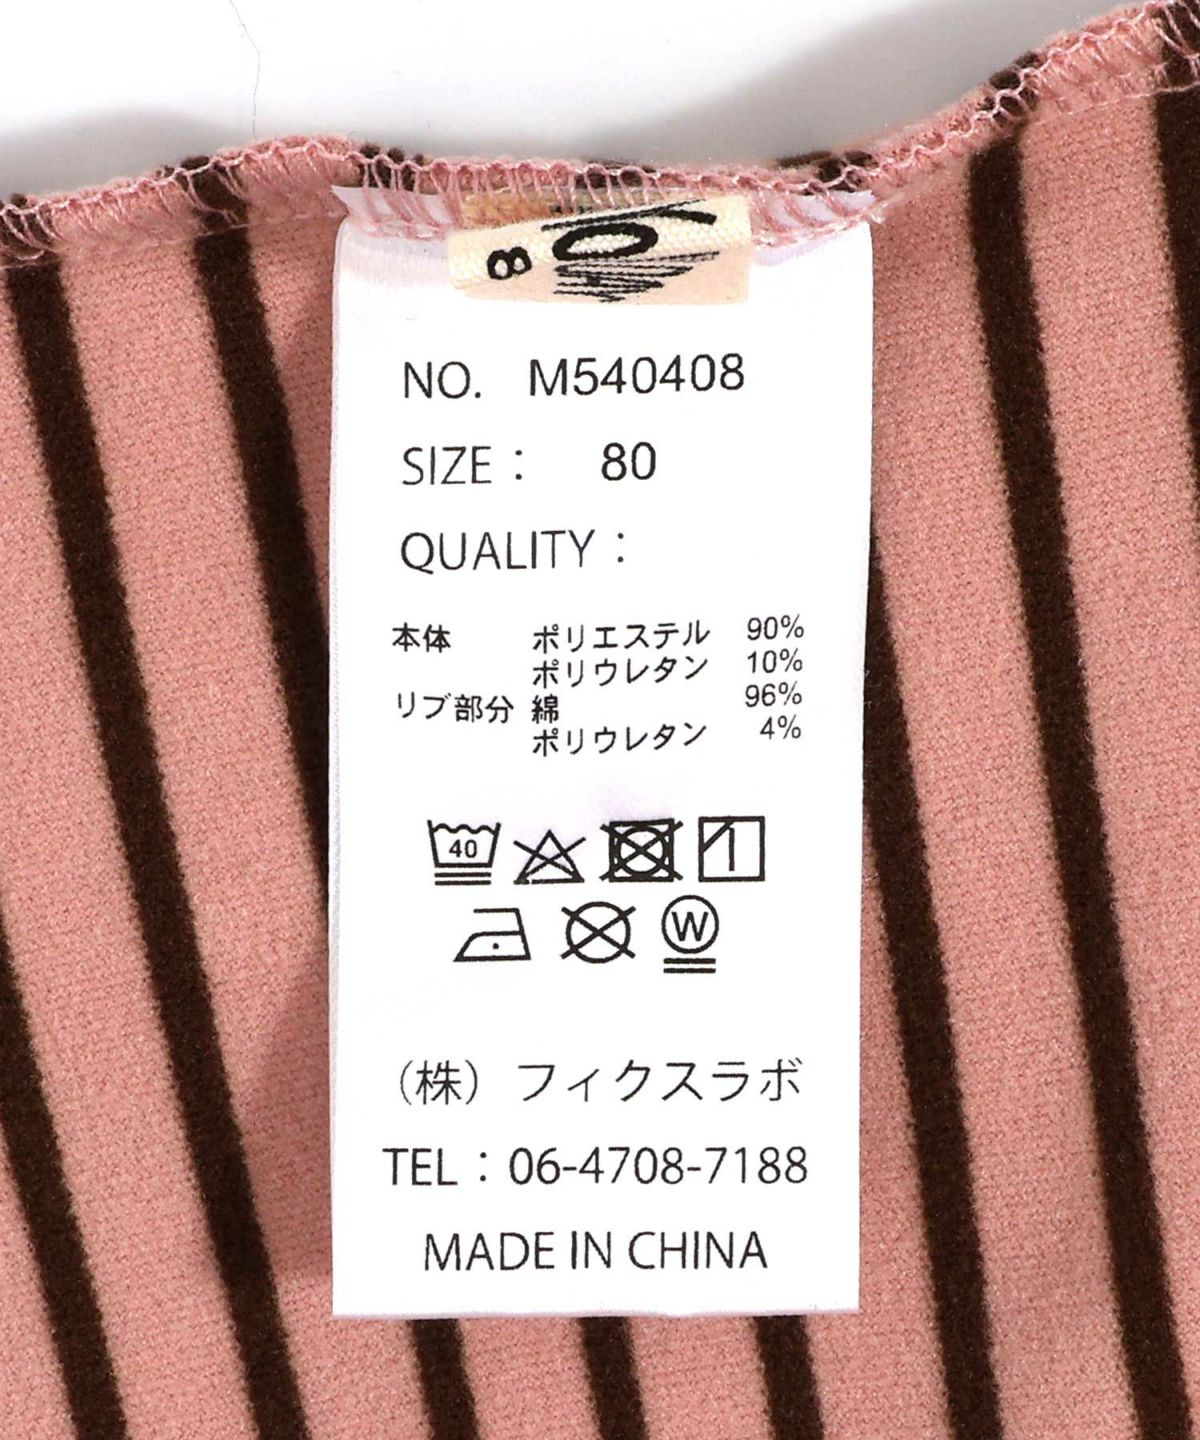 80
NO. M540408
SIZE： 80
QUALITY：
本体 ポリエステル 90%
ポリウレタン 10%
リブ部分 綿 96%
ポリウレタン 4%
40
W
（株）フィクスラボ
TEL：06-4708-7188
MADE IN CHINA